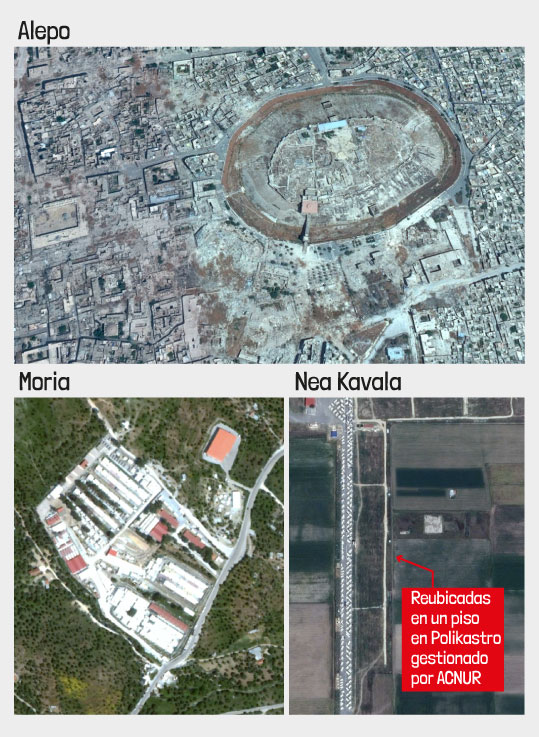 Alepo
Moria
Nea Kavala
Reubicadas
en un piso
en Polikastro
gestionado
por ACNUR